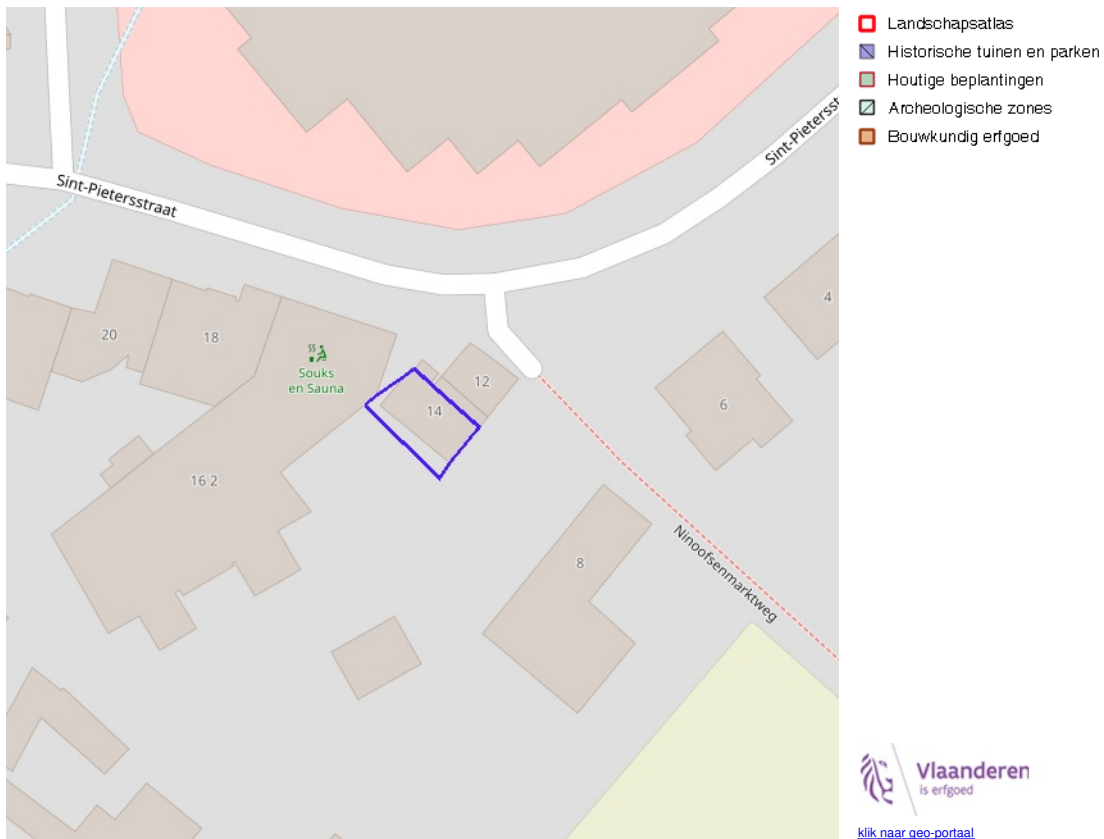 Sint-Pietersstraat
Sint-Pietersst
20
18
Souks
en Sauna
16 2
14
12
4
6
8
Ninoofsenmarktweg
Landschapsatlas
Historische tuinen en parken
Houtige beplantingen
Archeologische zones
Bouwkundig erfgoed
Vlaanderen
is erfgoed
klik naar geo-portaal